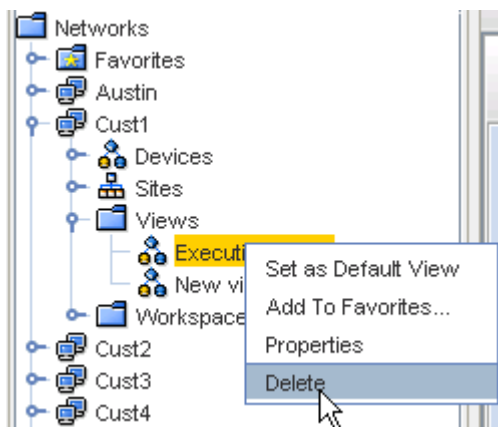 Networks
Favorites
Austin
Cust1
Devices
Sites
Views
New
Set as Default View
Add To Favorites...
Properties
Delete
Cust2
Cust3
Cust4